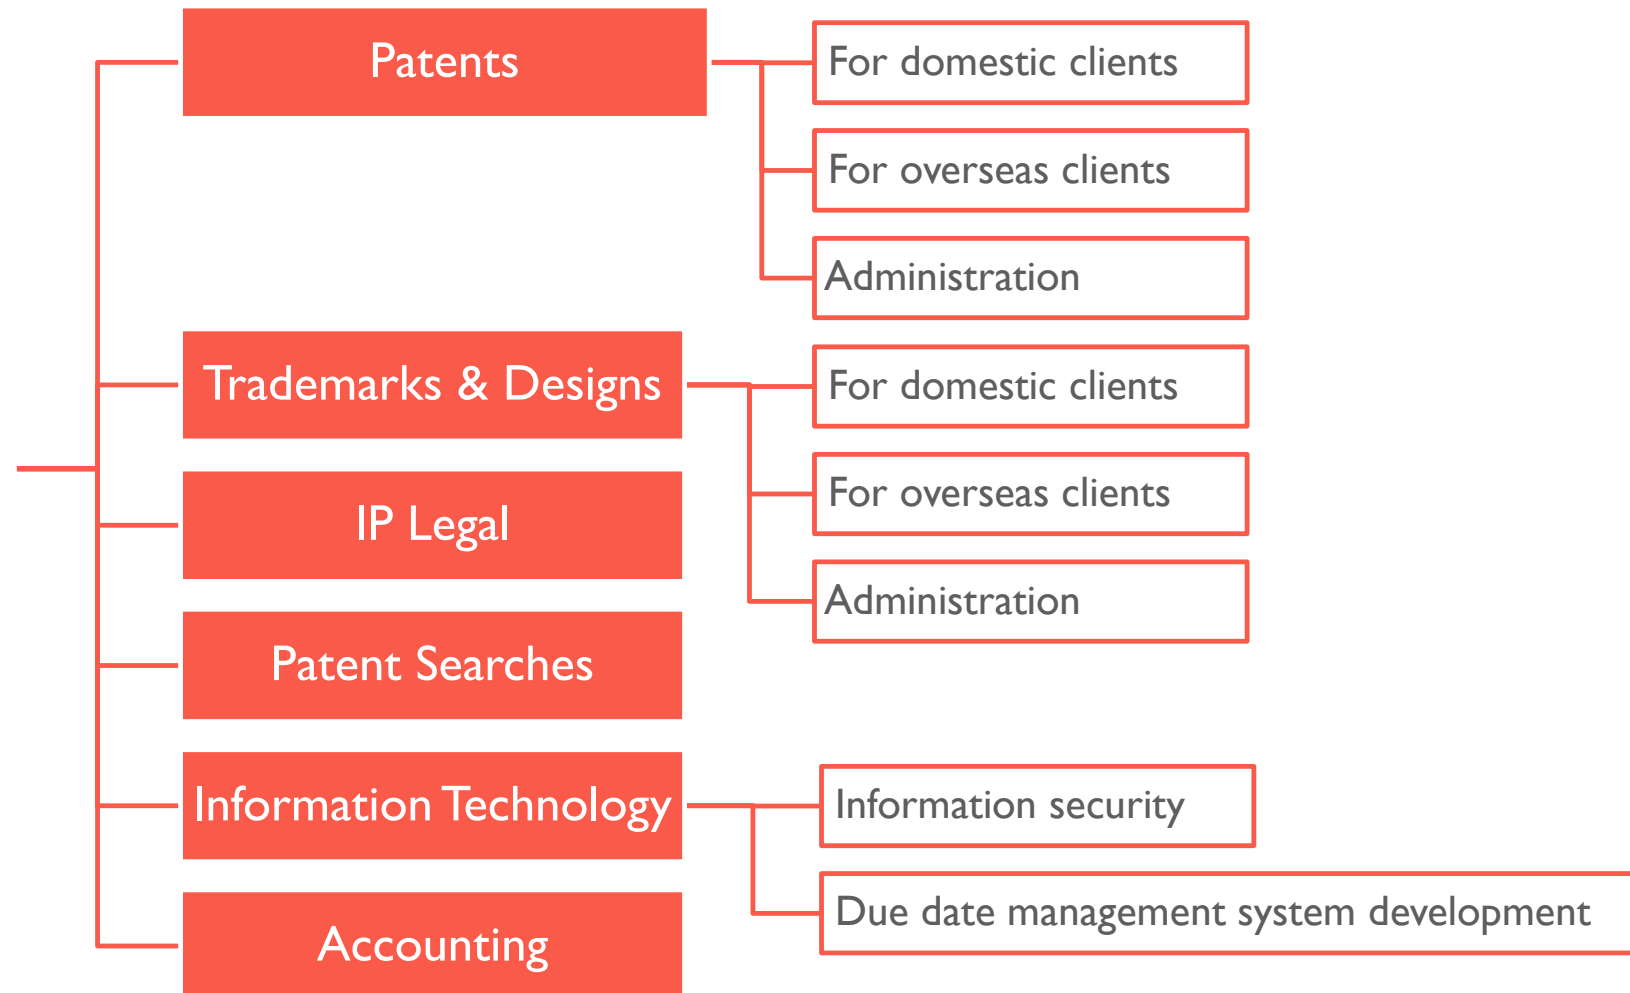 Patents
For domestic clients
For overseas clients
Administration
Trademarks & Designs
For domestic clients
For overseas clients
Administration
IP Legal
Patent Searches
Information Technology
Information security
Due date management system development
Accounting